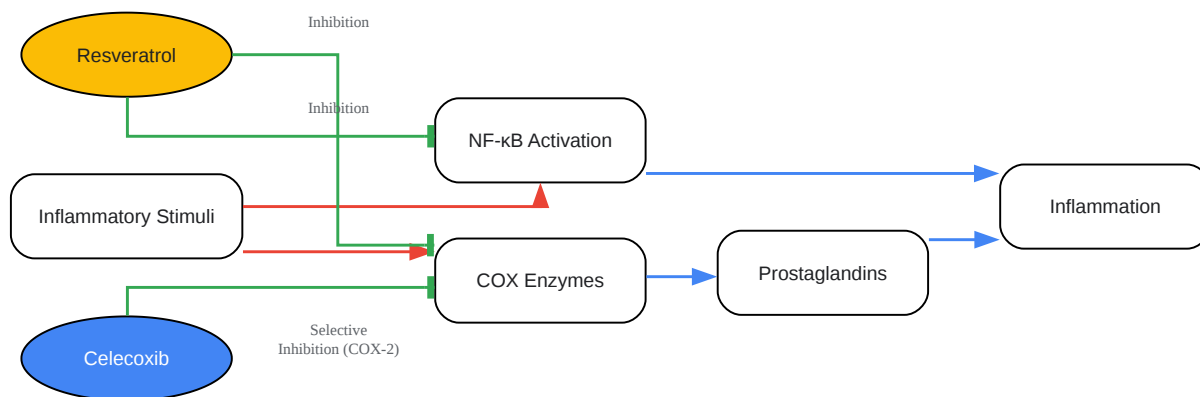 Inhibition
Resveratrol
Inhibition
NF-κB Activation
Inflammatory Stimuli
Inflammation
COX Enzymes
Prostaglandins
Selective
Inhibition (COX-2)
Celecoxib